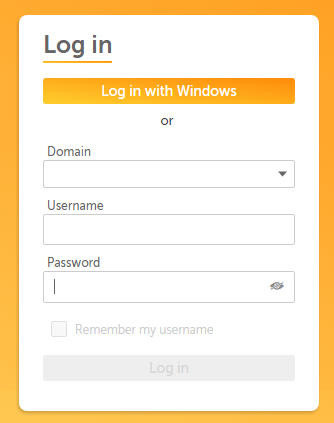 Log in
Log in with Windows
or
Domain
Username
Password
Remember my username
Log in